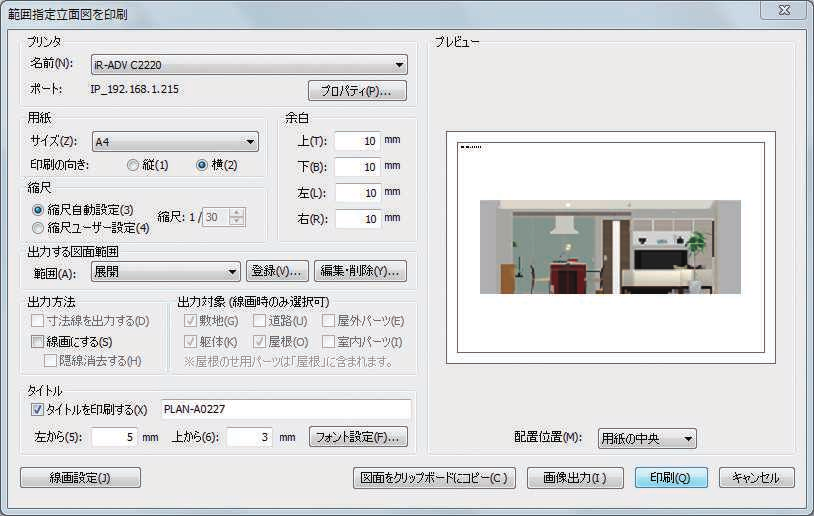 範囲指定立面図を印刷
プリンタ
名前(N): iR-ADV C2220
ポート: IP_192.168.1.215
プロパティ(P)...
用紙
サイズ(Z): A4
印刷の向き: 縦(1) 横(2)
余白
上(T): 10 mm
下(B): 10 mm
左(L): 10 mm
右(R): 10 mm
縮尺
縮尺自動設定(3)
縮尺ユーザー設定(4)
縮尺: 1/30
出力する図面範囲
範囲(A): 展開 登録(V)... 編集・削除(Y)...
出力方法
寸法線を出力する(D)
線画にする(S)
隠線消去する(H)
出力対象(線画時のみ選択可)
敷地(G) 道路(U) 屋外パーツ(E)
躯体(K) 屋根(O) 室内パーツ(I)
※屋根のせ用パーツは「屋根」に含まれます。
タイトル
タイトルを印刷する(X) PLAN-A0227
左から(5): 5 mm 上から(6): 3 mm フォント設定(F)...
プレビュー
配置位置(M): 用紙の中央
線画設定(J) 図面をクリップボードにコピー(C) 画像出力(I) 印刷(Q) キャンセル